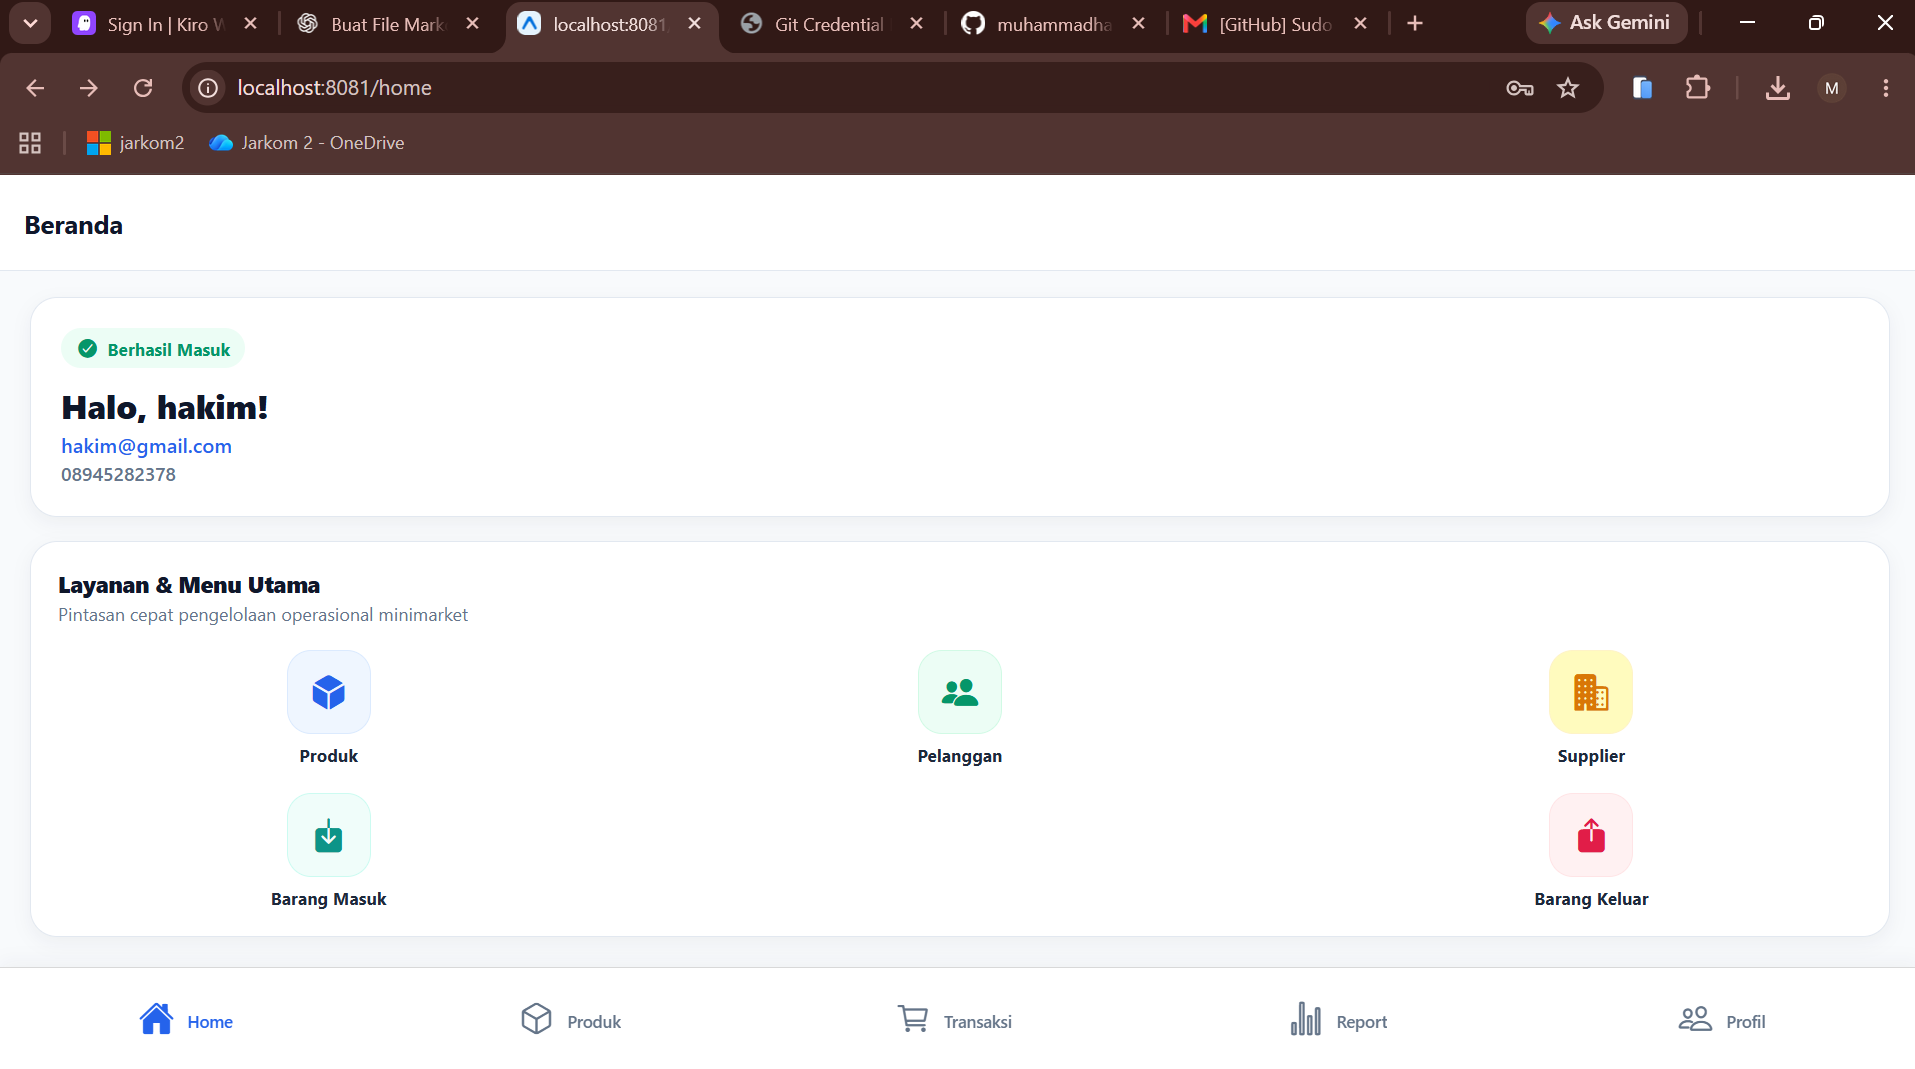 Sign In | Kiro W
Buat File Mark
localhost:8081
Git Credential
muhammadha
[GitHub] Sudo
Ask Gemini
localhost:8081/home
M
jarkom2
Jarkom 2 - OneDrive
Beranda
Berhasil Masuk
Halo, hakim!
hakim@gmail.com
08945282378
Layanan & Menu Utama
Pintasan cepat pengelolaan operasional minimarket
Produk
Pelanggan
Supplier
Barang Masuk
Barang Keluar
Home
Produk
Transaksi
Report
Profil